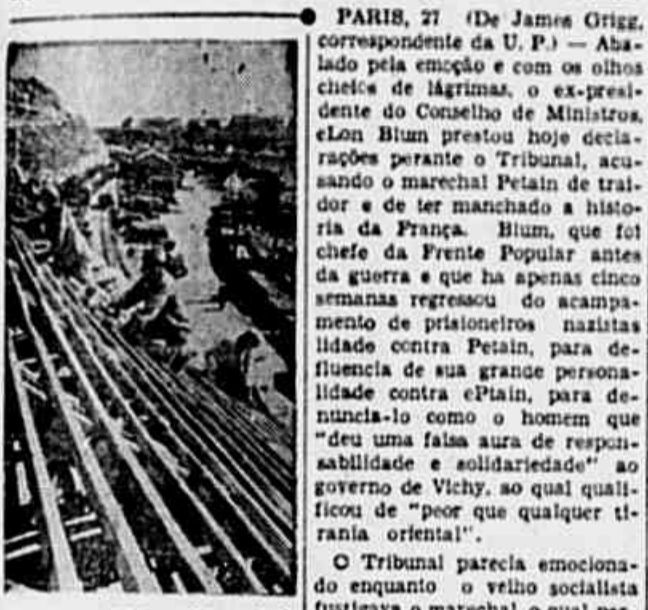 PARIS, 27 (De James Grigg,
correspondente da U. P.) — Aba-
lado pela emoção e com os olhos
cheios de lágrimas, o ex-presi-
dente do Conselho de Ministros,
eLon Blum prestou hoje decla-
rações perante o Tribunal, acu-
sando o marechal Petain de trai-
dor e de ter manchado a histo-
ria da França. Blum, que foi
chefe da Frente Popular antes
da guerra e que ha apenas cinco
semanas regressou do acampa-
mento de prisioneiros nazistas
lidade contra Petain, para de-
fluencia de sua grande persona-
lidade contra ePtain, para de-
nuncia-lo como o homem que
"deu uma falsa aura de respon-
sabilidade e solidariedade" ao
governo de Vichy, ao qual quali-
ficou de "peor que qualquer ti-
rania oriental".
O Tribunal parecia emociona-
do enquanto o velho socialista
fustigava o marechal, o qual